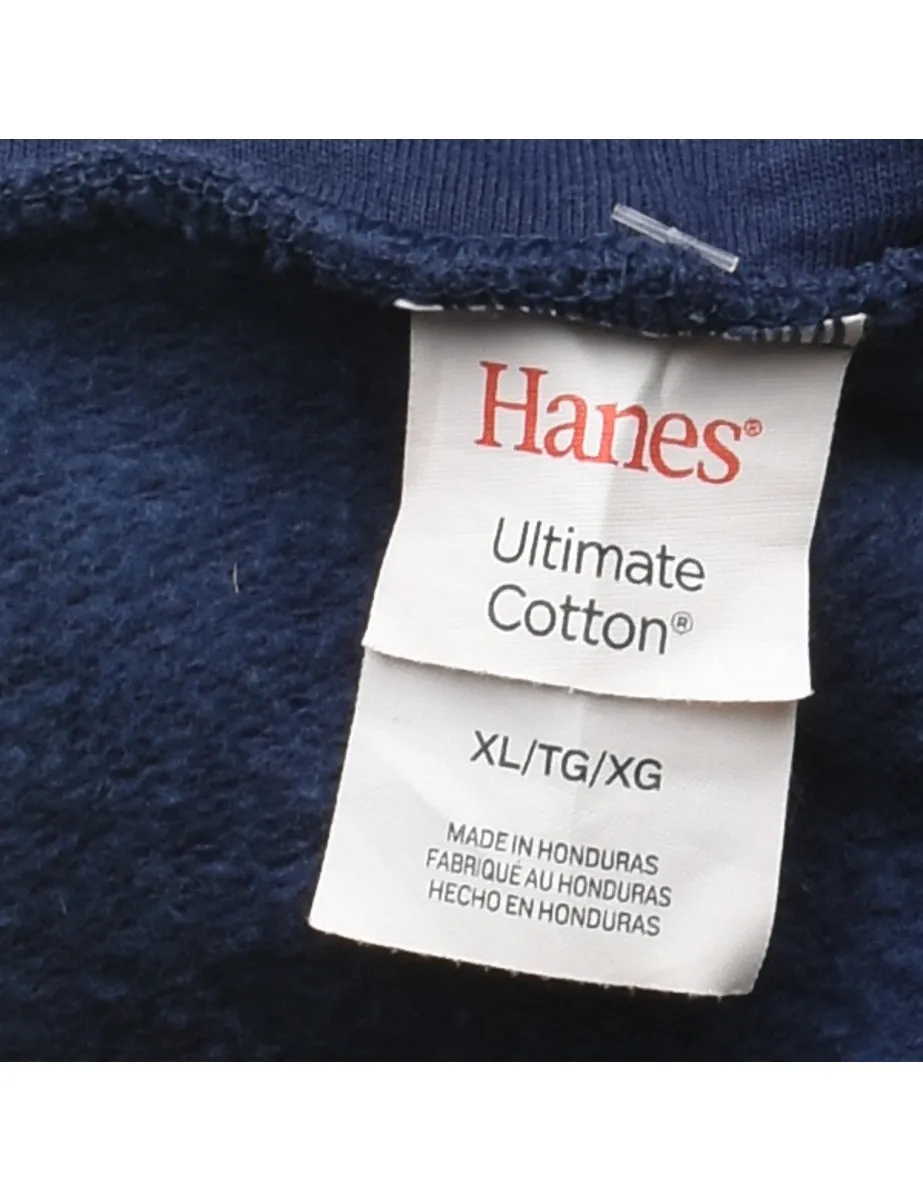 Hanes®
Ultimate
Cotton®
XL/TG/XG
MADE IN HONDURAS
FABRIQUÉ AU HONDURAS
HECHO EN HONDURAS